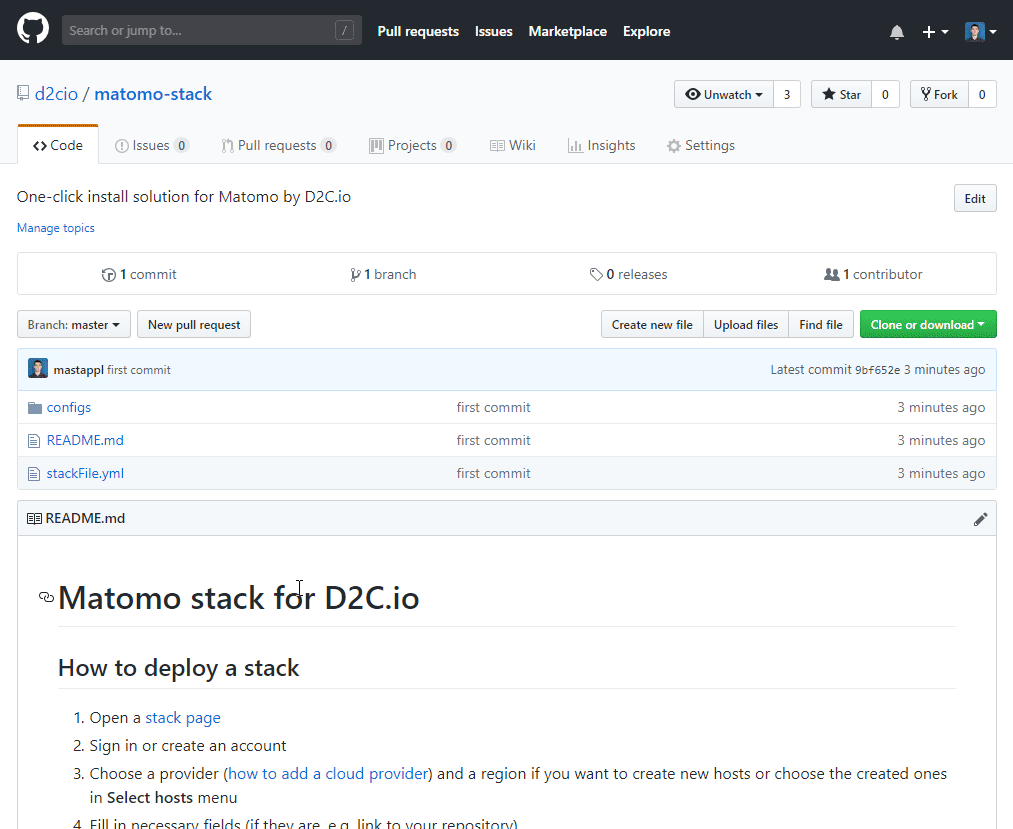 Search or jump to... / Pull requests Issues Marketplace Explore
d2cio / matomo-stack Unwatch 3 Star 0 Fork 0
Code Issues 0 Pull requests 0 Projects 0 Wiki Insights Settings
One-click install solution for Matomo by D2C.io Edit
Manage topics
1 commit 1 branch 0 releases 1 contributor
Branch: master New pull request Create new file Upload files Find file Clone or download
mastappl first commit Latest commit 9bf652e 3 minutes ago
configs first commit 3 minutes ago
README.md first commit 3 minutes ago
stackFile.yml first commit 3 minutes ago
README.md
Matomo stack for D2C.io
How to deploy a stack
1. Open a stack page
2. Sign in or create an account
3. Choose a provider (how to add a cloud provider) and a region if you want to create new hosts or choose the created ones
in Select hosts menu
4. Fill in necessary fields (if they are, e.g. link to your repository)